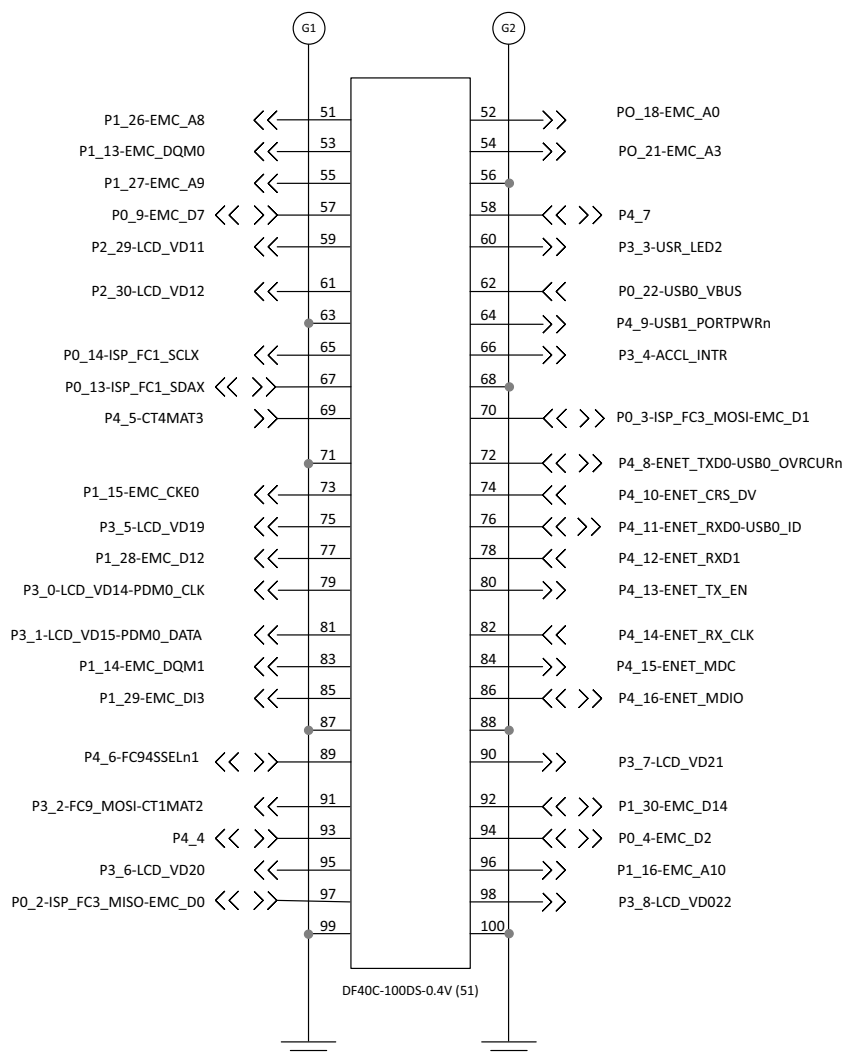 G1 G2
P1_26-EMC_A8 51 52 PO_18-EMC_A0
P1_13-EMC_DQM0 53 54 PO_21-EMC_A3
P1_27-EMC_A9 55 56
P0_9-EMC_D7 57 58 P4_7
P2_29-LCD_VD11 59 60 P3_3-USR_LED2
P2_30-LCD_VD12 61 62 P0_22-USB0_VBUS
63 64 P4_9-USB1_PORTPWRn
P0_14-ISP_FC1_SCLX 65 66 P3_4-ACCL_INTR
P0_13-ISP_FC1_SDAX 67 68
P4_5-CT4MAT3 69 70 P0_3-ISP_FC3_MOSI-EMC_D1
71 72 P4_8-ENET_TXD0-USB0_OVRCURn
P1_15-EMC_CKE0 73 74 P4_10-ENET_CRS_DV
P3_5-LCD_VD19 75 76 P4_11-ENET_RXD0-USB0_ID
P1_28-EMC_D12 77 78 P4_12-ENET_RXD1
P3_0-LCD_VD14-PDM0_CLK 79 80 P4_13-ENET_TX_EN
P3_1-LCD_VD15-PDM0_DATA 81 82 P4_14-ENET_RX_CLK
P1_14-EMC_DQM1 83 84 P4_15-ENET_MDC
P1_29-EMC_DI3 85 86 P4_16-ENET_MDIO
87 88
P4_6-FC94SSELn1 89 90 P3_7-LCD_VD21
P3_2-FC9_MOSI-CT1MAT2 91 92 P1_30-EMC_D14
P4_4 93 94 P0_4-EMC_D2
P3_6-LCD_VD20 95 96 P1_16-EMC_A10
P0_2-ISP_FC3_MISO-EMC_D0 97 98 P3_8-LCD_VD022
99 100
DF40C-100DS-0.4V (51)